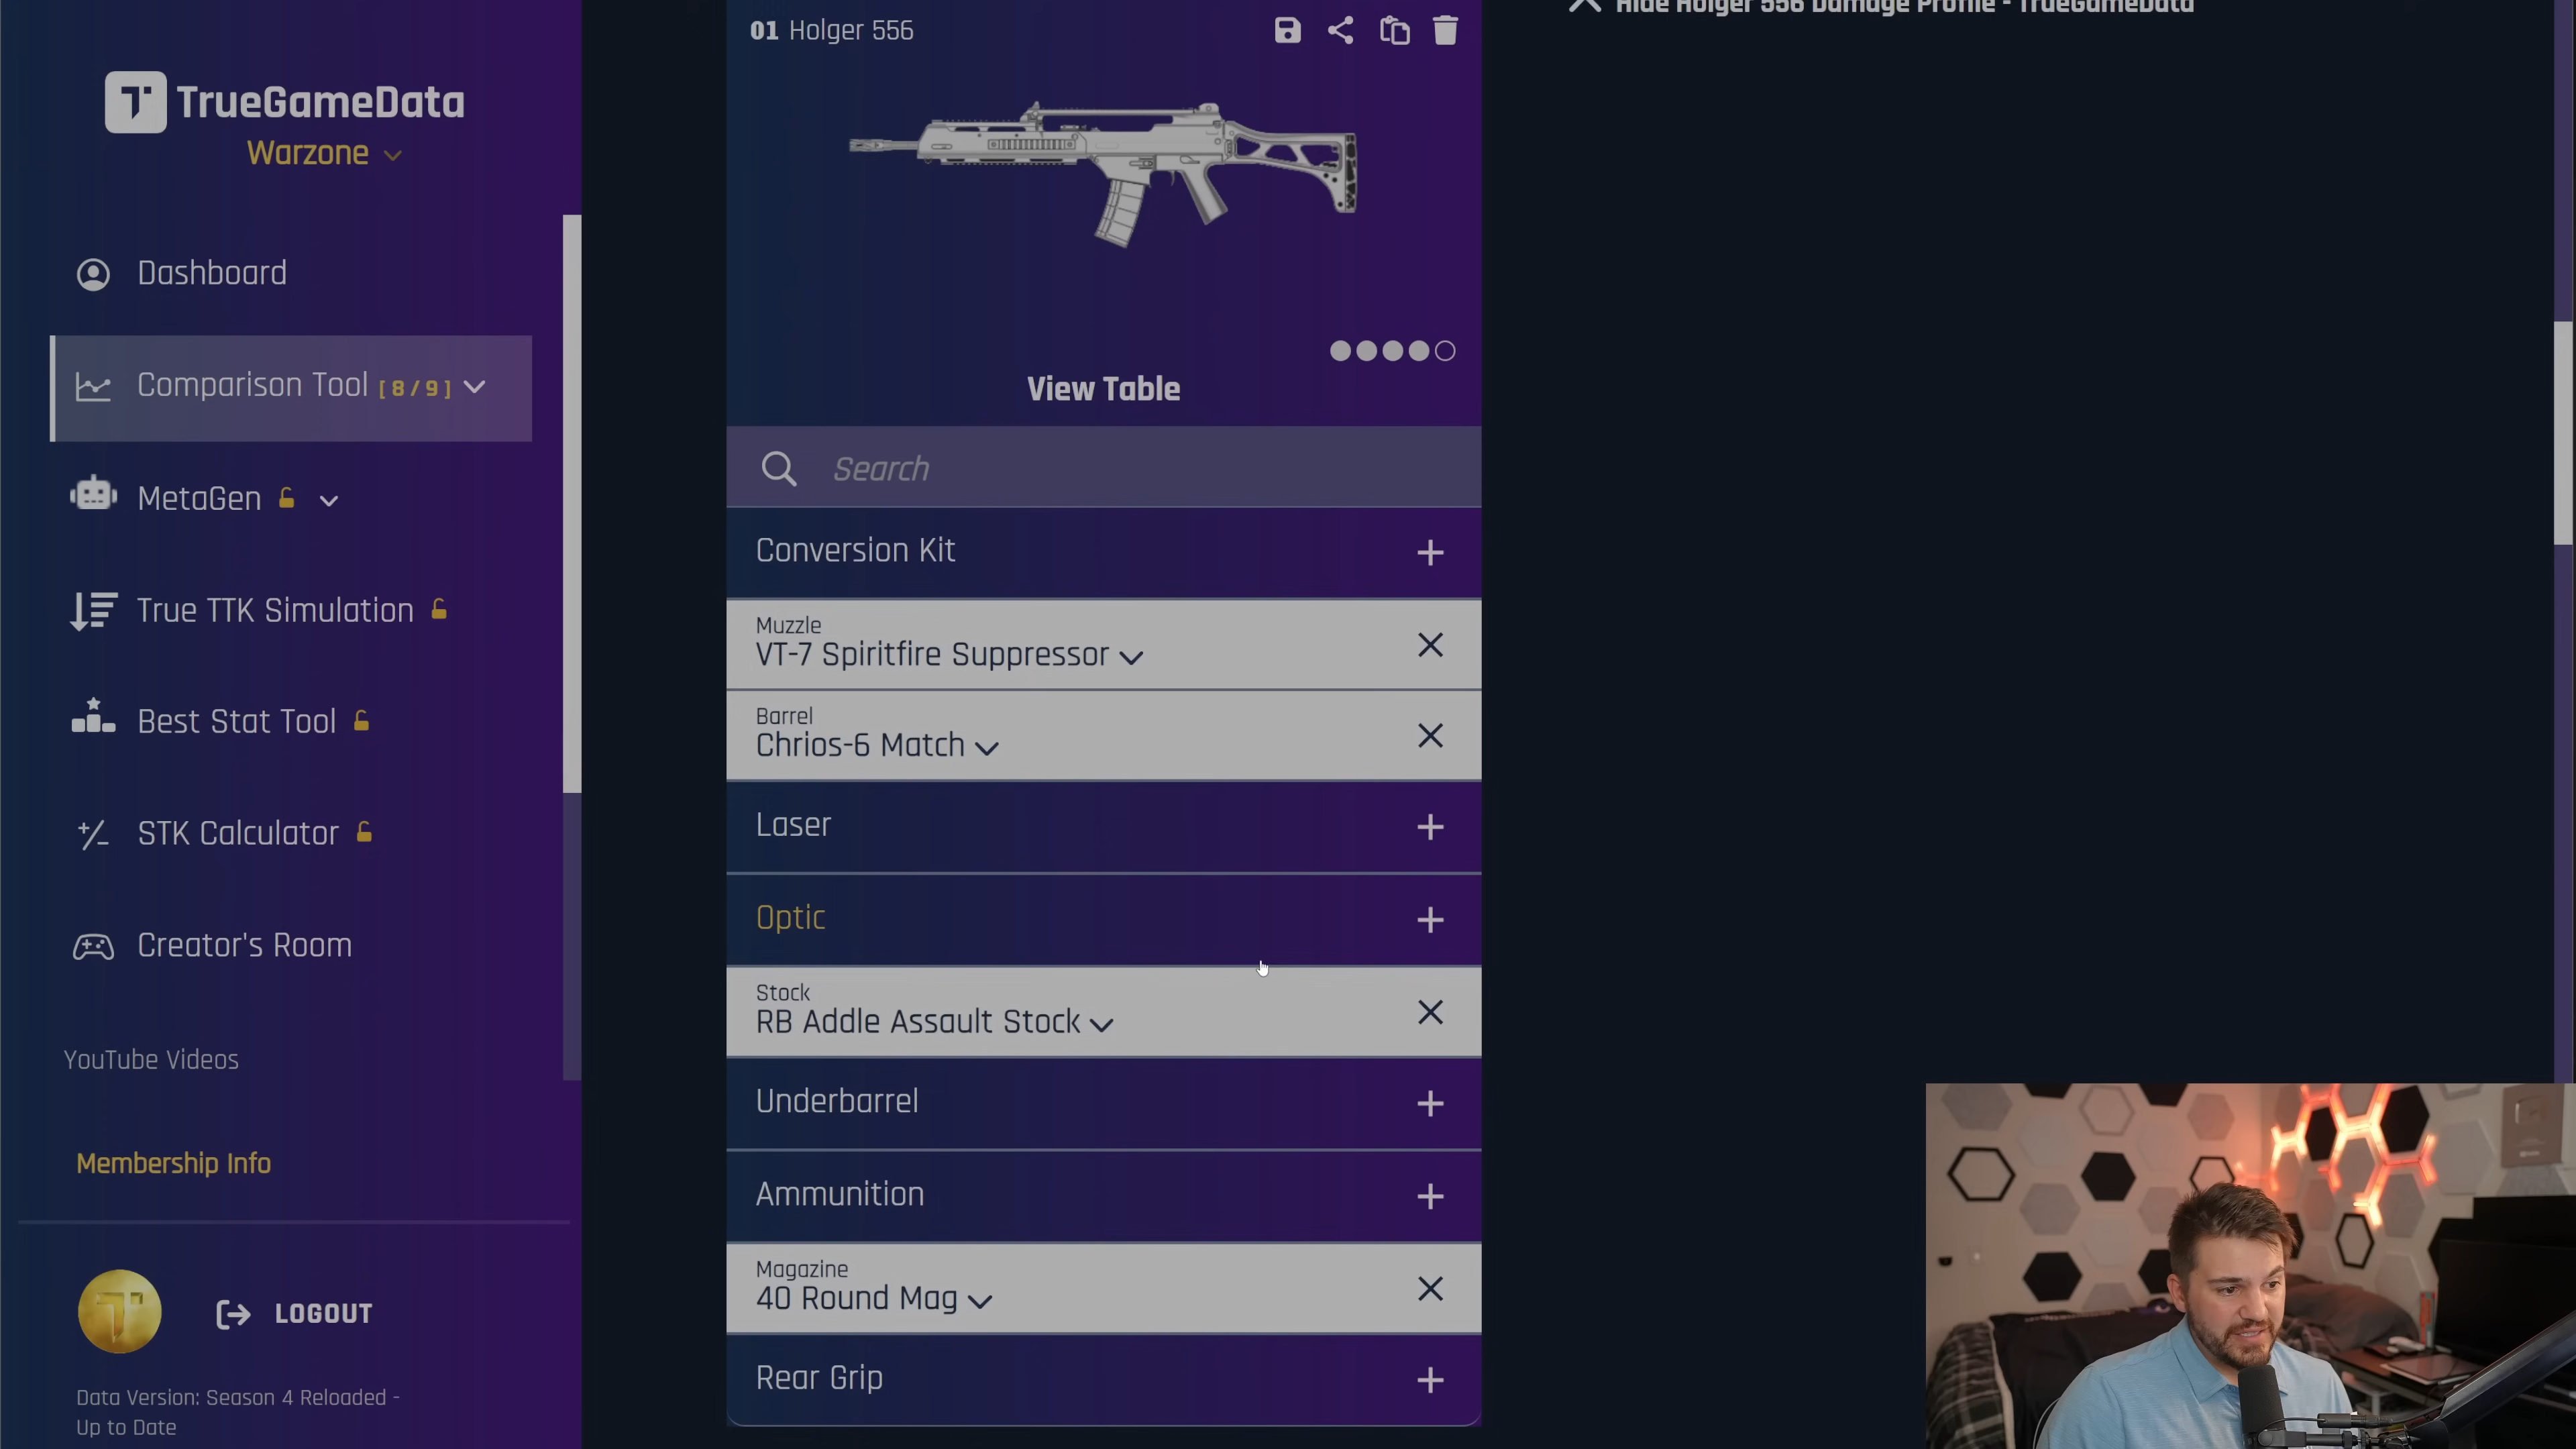 TrueGameData
Warzone
Dashboard
Comparison Tool [ 8 / 9 ]
MetaGen
True TTK Simulation
Best Stat Tool
STK Calculator
Creator's Room
YouTube Videos
Membership Info
LOGOUT
Data Version: Season 4 Reloaded -
Up to Date
01 Holger 556
View Table
Search
Conversion Kit
Muzzle
VT-7 Spiritfire Suppressor
Barrel
Chrios-6 Match
Laser
Optic
Stock
RB Addle Assault Stock
Underbarrel
Ammunition
Magazine
40 Round Mag
Rear Grip
Hide Holger 556 Damage Profile - TrueGameData